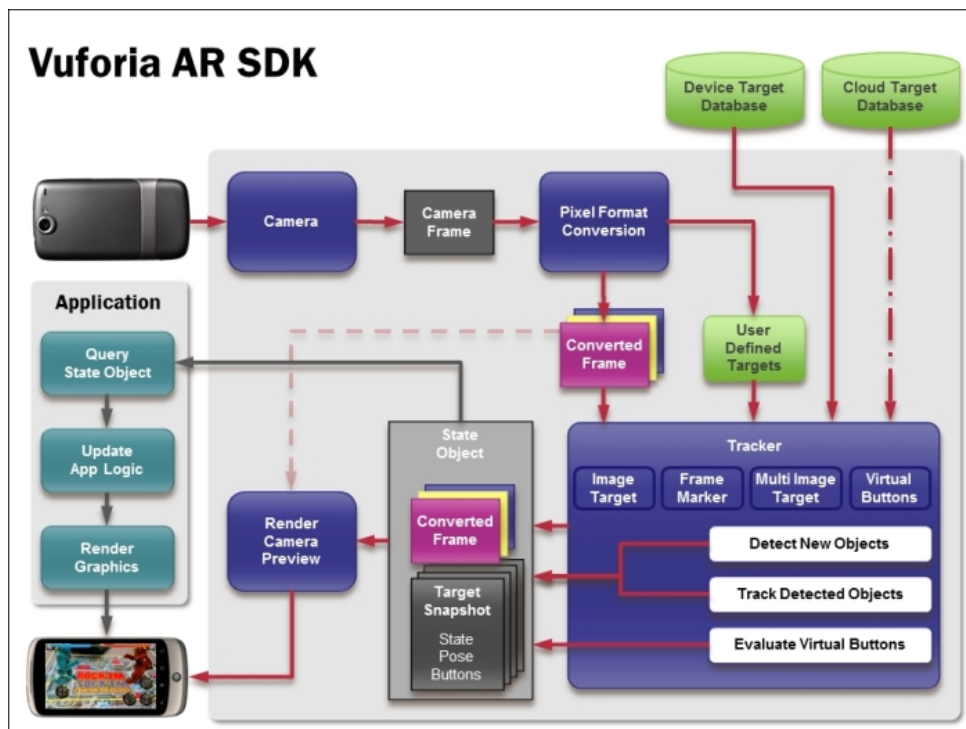 Vuforia AR SDK
Device Target
Database
Cloud Target
Database
Camera
Camera
Frame
Pixel Format
Conversion
Application
Query
State Object
Update
App Logic
Render
Graphics
Converted
Frame
User
Defined
Targets
State
Object
Converted
Frame
Target
Snapshot
State
Pose
Buttons
Render
Camera
Preview
Tracker
Image
Target
Frame
Marker
Multi Image
Target
Virtual
Buttons
Detect New Objects
Track Detected Objects
Evaluate Virtual Buttons